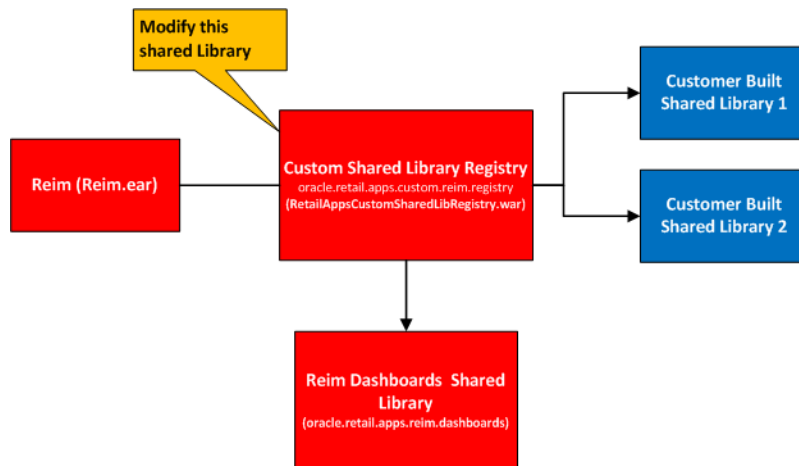 Modify this
shared Library
Customer Built
Shared Library 1
Reim (Reim.ear)
Custom Shared Library Registry
oracle.retail.apps.custom.reim.registry
(RetailAppsCustomSharedLibRegistry.war)
Customer Built
Shared Library 2
Reim Dashboards Shared
Library
(oracle.retail.apps.reim.dashboards)